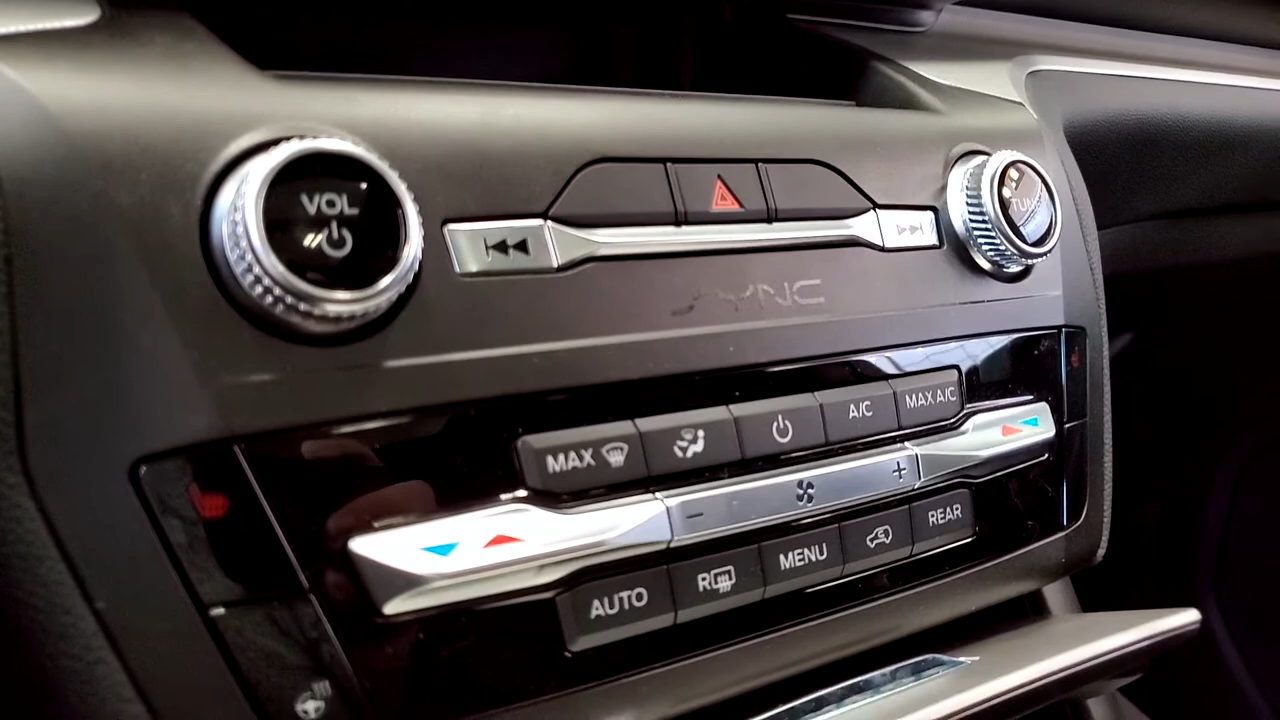 VOL
TUNE
SYNC
MAX
A/C
MAX A/C
AUTO
R
MENU
REAR